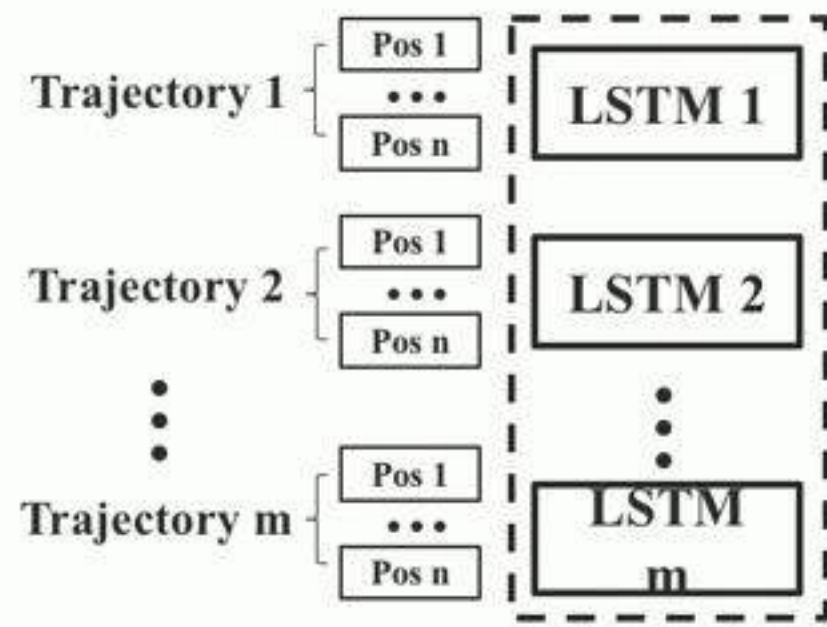 Pos 1
Trajectory 1
•••
LSTM 1
Pos n
Pos 1
Trajectory 2
•••
LSTM 2
Pos n
Pos 1
Trajectory m
•••
LSTM
m
Pos n